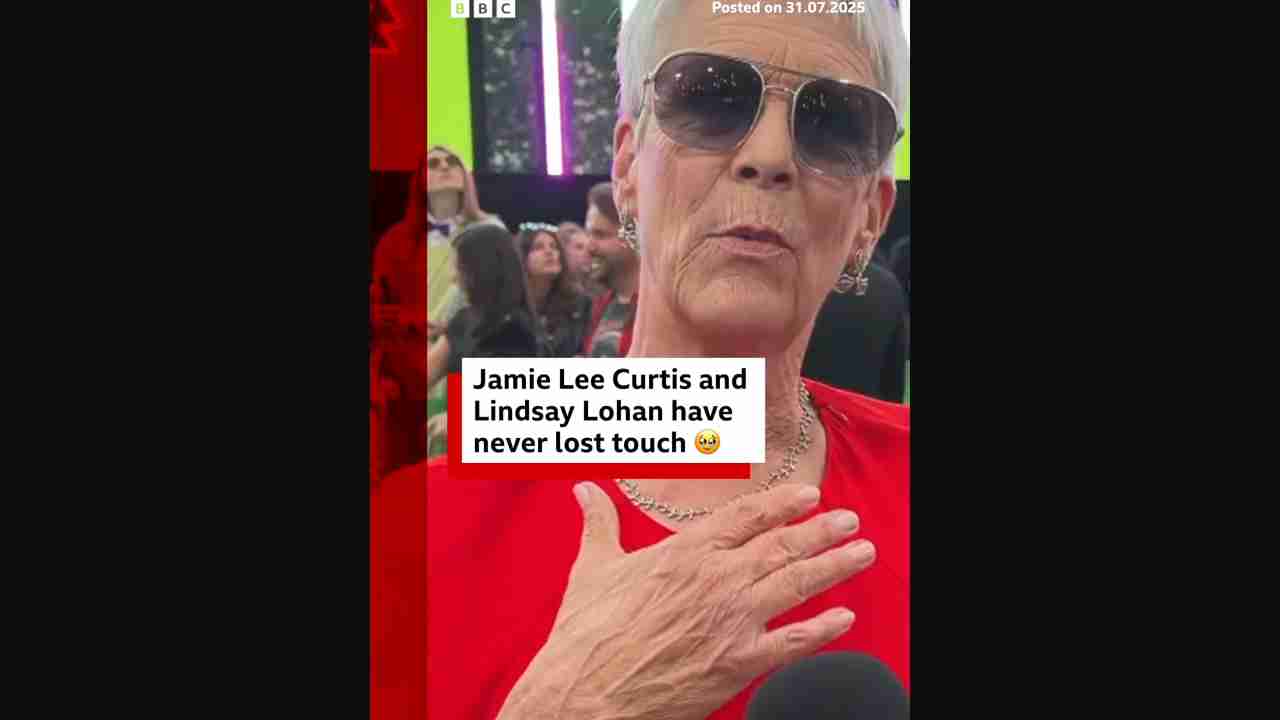 BBC
Posted on 31.07.2025
Jamie Lee Curtis and
Lindsay Lohan have
never lost touch 🥹